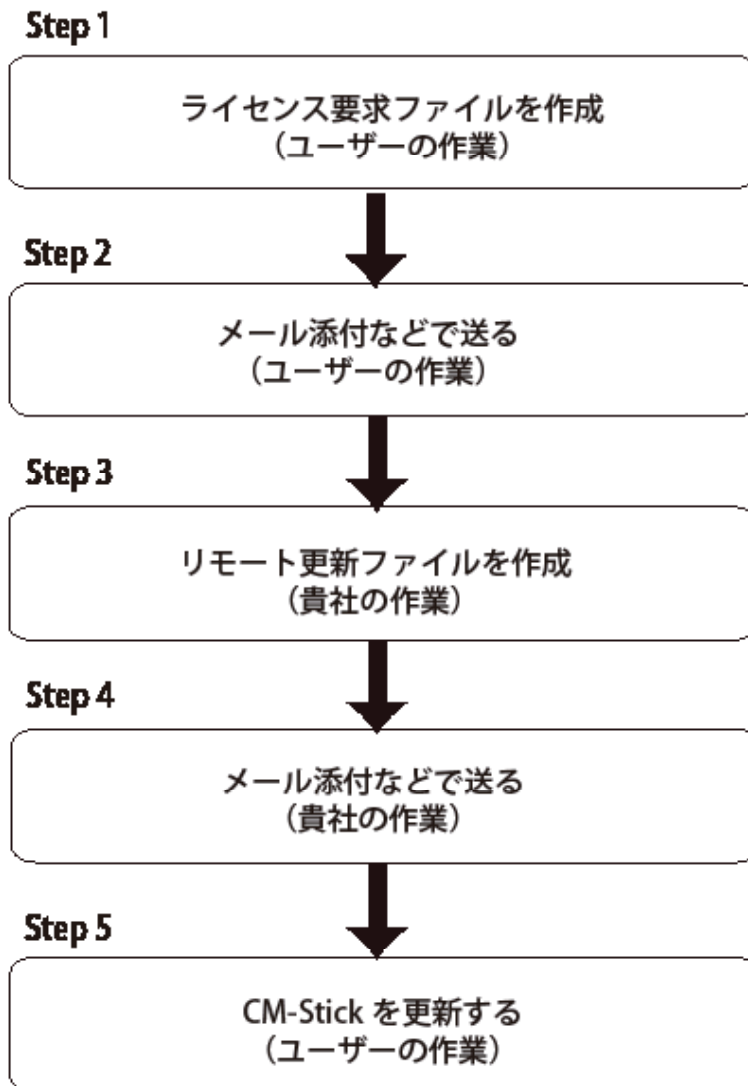 Step 1
ライセンス要求ファイルを作成
（ユーザーの作業）
Step 2
メール添付などで送る
（ユーザーの作業）
Step 3
リモート更新ファイルを作成
（貴社の作業）
Step 4
メール添付などで送る
（貴社の作業）
Step 5
CM-Stick を更新する
（ユーザーの作業）